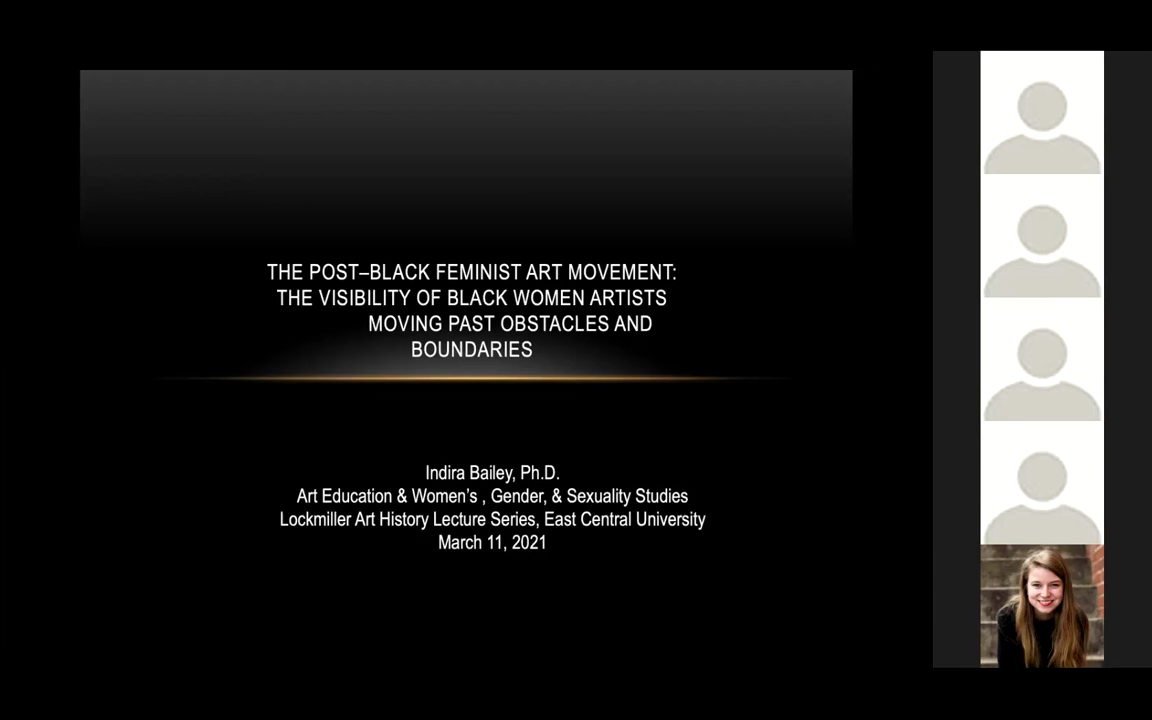 THE POST–BLACK FEMINIST ART MOVEMENT:
THE VISIBILITY OF BLACK WOMEN ARTISTS
MOVING PAST OBSTACLES AND
BOUNDARIES
Indira Bailey, Ph.D.
Art Education & Women's , Gender, & Sexuality Studies
Lockmiller Art History Lecture Series, East Central University
March 11, 2021